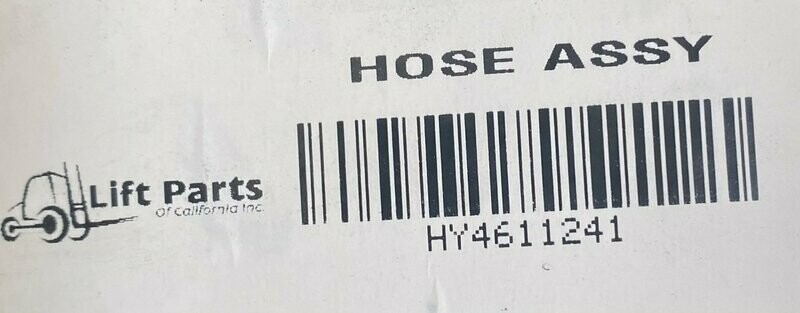 HOSE ASSY
Lift Parts
Of California Inc.
HY4611241